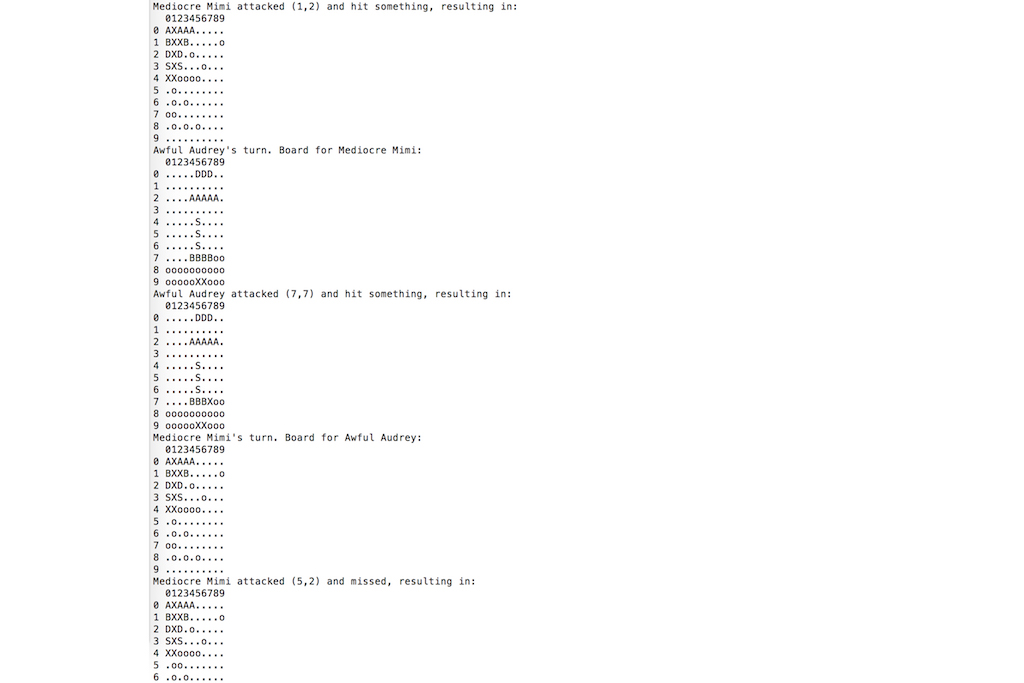 Mediocre Mimi attacked (1,2) and hit something, resulting in:
  0123456789
0 AXAAA.....
1 BXXB.....o
2 DXD.o.....
3 SXS...o...
4 XXoooo....
5 .o........
6 .o.o......
7 oo........
8 .o.o.o....
9 ..........
Awful Audrey's turn. Board for Mediocre Mimi:
  0123456789
0 .....DDD..
1 ..........
2 ....AAAAA.
3 ..........
4 .....S....
5 .....S....
6 .....S....
7 ....BBBBoo
8 oooooooooo
9 oooooXXooo
Awful Audrey attacked (7,7) and hit something, resulting in:
  0123456789
0 .....DDD..
1 ..........
2 ....AAAAA.
3 ..........
4 .....S....
5 .....S....
6 .....S....
7 ....BBBXoo
8 oooooooooo
9 oooooXXooo
Mediocre Mimi's turn. Board for Awful Audrey:
  0123456789
0 AXAAA.....
1 BXXB.....o
2 DXD.o.....
3 SXS...o...
4 XXoooo....
5 .o........
6 .o.o......
7 oo........
8 .o.o.o....
9 ..........
Mediocre Mimi attacked (5,2) and missed, resulting in:
  0123456789
0 AXAAA.....
1 BXXB.....o
2 DXD.o.....
3 SXS...o...
4 XXoooo....
5 .oo.......
6 .o.o......